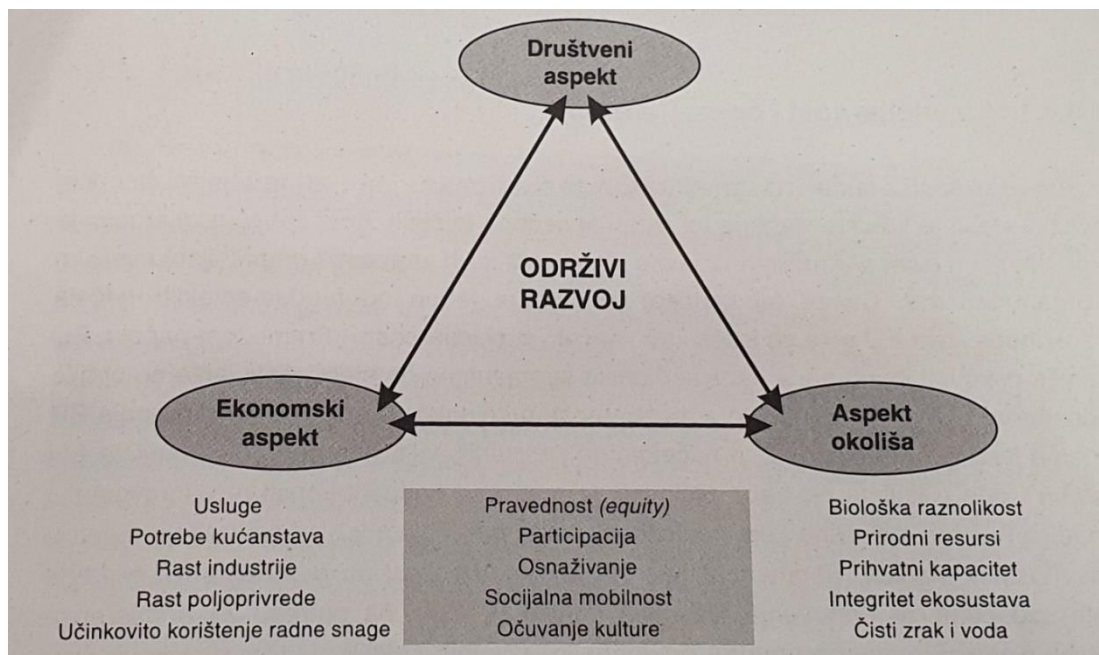 Društveni
aspekt
ODRŽIVI
RAZVOJ
Ekonomski
aspekt
Aspekt
okoliša
Usluge
Potrebe kućanstava
Rast industrije
Rast poljoprivrede
Učinkovito korištenje radne snage
Pravednost (equity)
Participacija
Osnaživanje
Socijalna mobilnost
Očuvanje kulture
Biološka raznolikost
Prirodni resursi
Prihvatni kapacitet
Integritet ekosustava
Čisti zrak i voda